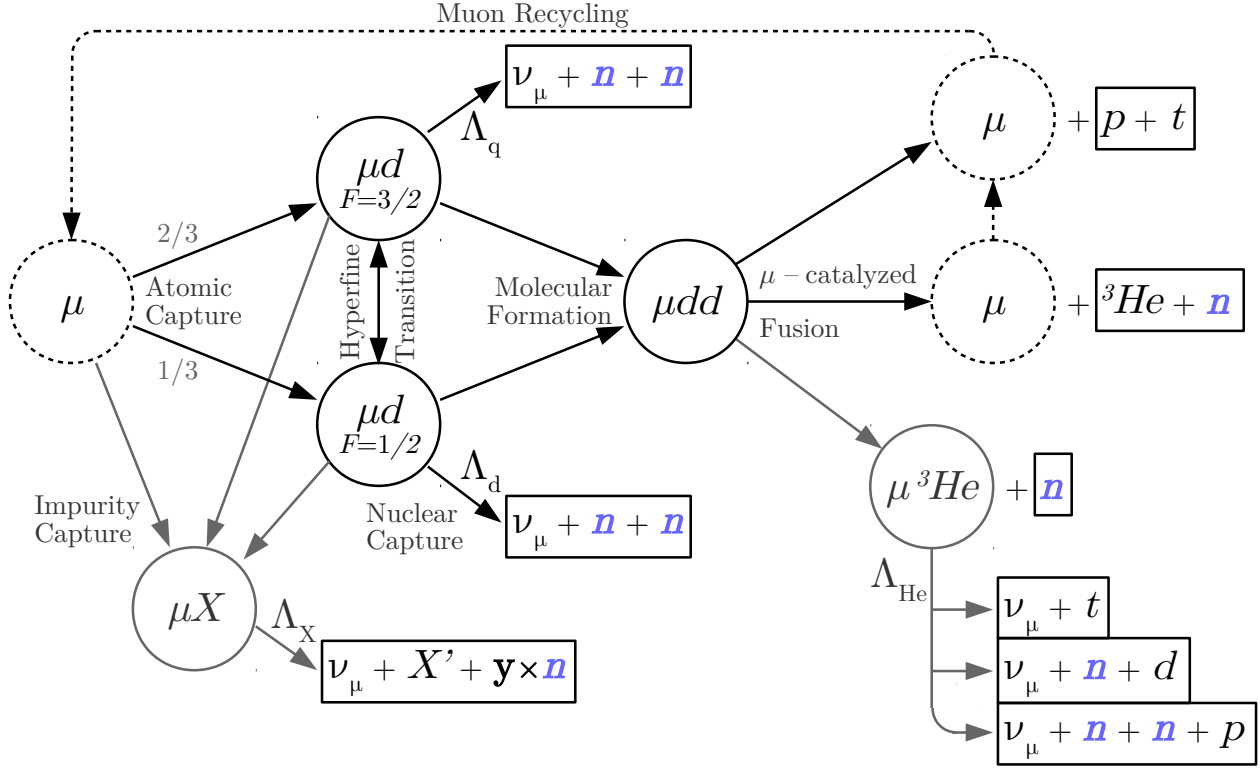 Muon Recycling
ν_μ + n + n
Λ_q
μ + p + t
μd
F=3/2
2/3
μ
Atomic
Capture
1/3
Hyperfine
Transition
Molecular
Formation
μdd
μ – catalyzed
Fusion
μ + ³He + n
μd
F=1/2
Λ_d
Nuclear
Capture
ν_μ + n + n
μ ³He + n
Impurity
Capture
μX
Λ_X
ν_μ + X’ + y×n
Λ_He
ν_μ + t
ν_μ + n + d
ν_μ + n + n + p